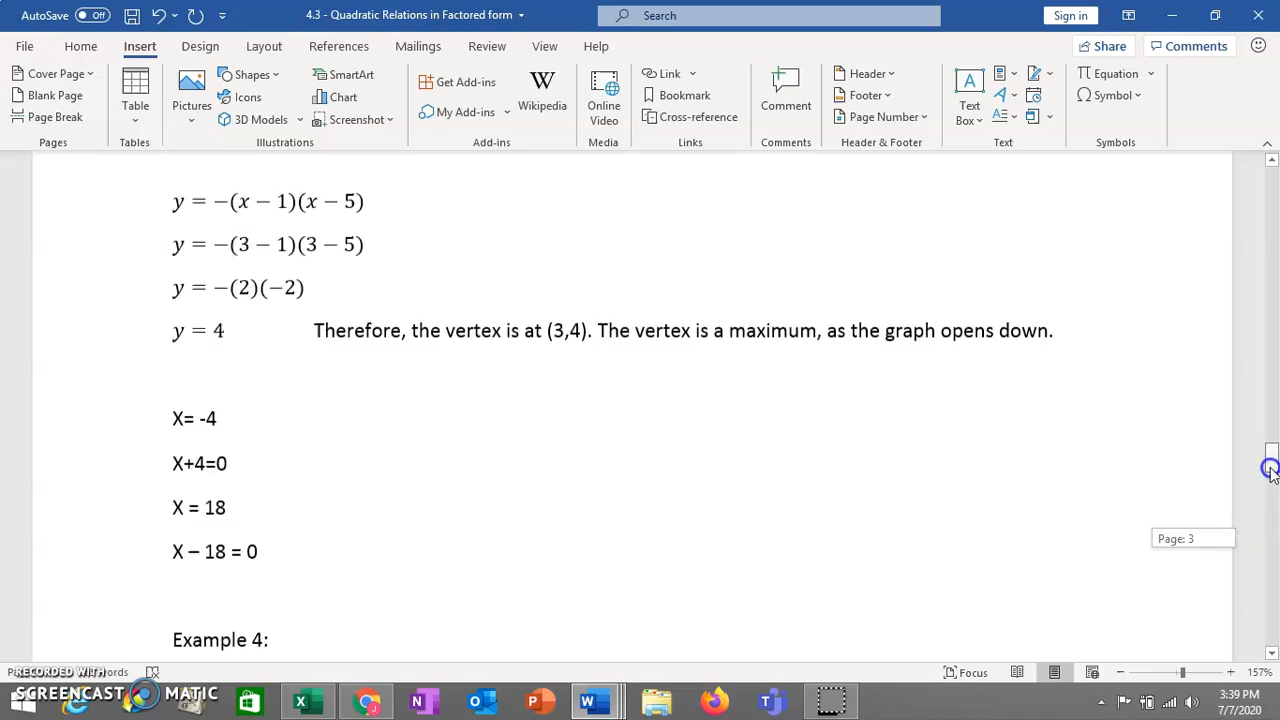 AutoSave Off 4.3 - Quadratic Relations in Factored form Search Sign in
File Home Insert Design Layout References Mailings Review View Help Share Comments
Cover Page
Blank Page
Page Break
Pages
Table
Tables
Pictures
Shapes
Icons
3D Models
SmartArt
Chart
Screenshot
Illustrations
Get Add-ins
My Add-ins
Wikipedia
Add-ins
Online Video
Media
Link
Bookmark
Cross-reference
Links
Comment
Comments
Header
Footer
Page Number
Header & Footer
Text Box
Text
Equation
Symbol
Symbols
y = −(x − 1)(x − 5)
y = −(3 − 1)(3 − 5)
y = −(2)(−2)
y = 4 Therefore, the vertex is at (3,4). The vertex is a maximum, as the graph opens down.
X= -4
X+4=0
X = 18
X – 18 = 0
Page: 3
Example 4:
Focus 157%
RECORDED WITH
SCREENCAST MATIC
3:39 PM
7/7/2020